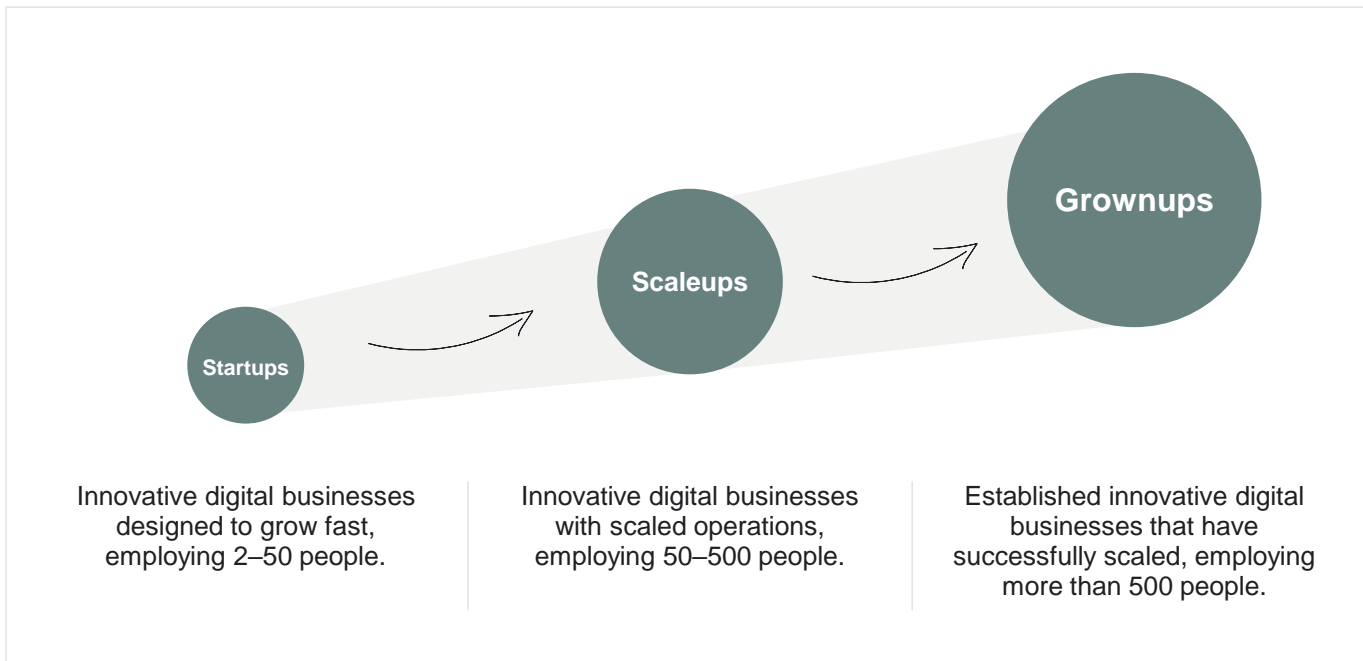 Grownups
Scaleups
Startups
Innovative digital businesses
designed to grow fast,
employing 2–50 people.
Innovative digital businesses
with scaled operations,
employing 50–500 people.
Established innovative digital
businesses that have
successfully scaled, employing
more than 500 people.